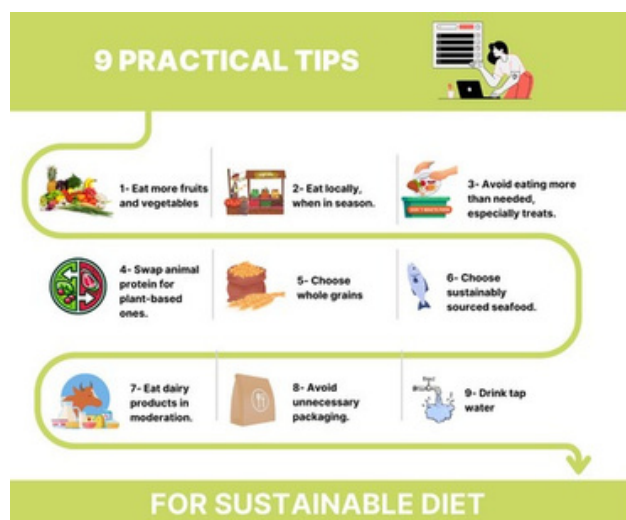 9 PRACTICAL TIPS
1- Eat more fruits
and vegetables
2- Eat locally,
when in season.
3- Avoid eating more
than needed,
especially treats.
4- Swap animal
protein for
plant-based
ones.
5- Choose
whole grains
6- Choose
sustainably
sourced seafood.
7- Eat dairy
products in
moderation.
8- Avoid
unnecessary
packaging.
9- Drink tap
water
FOR SUSTAINABLE DIET